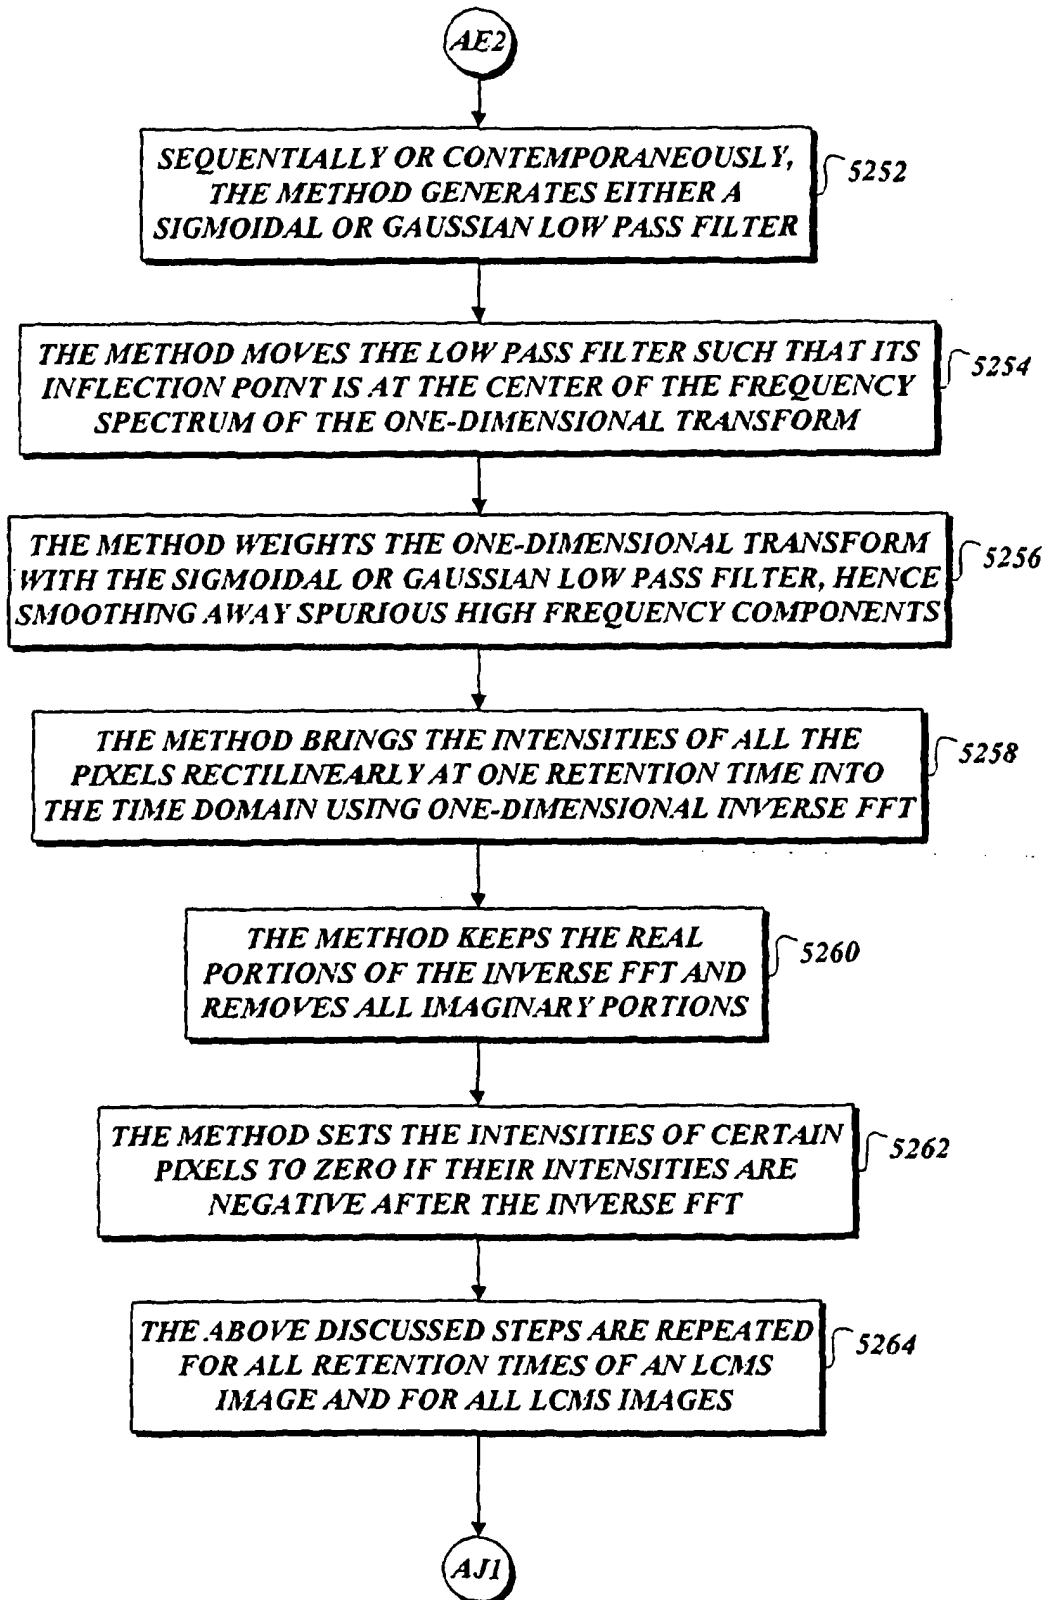 AE2
SEQUENTIALLY OR CONTEMPORANEOUSLY,
THE METHOD GENERATES EITHER A
SIGMOIDAL OR GAUSSIAN LOW PASS FILTER
5252
THE METHOD MOVES THE LOW PASS FILTER SUCH THAT ITS
INFLECTION POINT IS AT THE CENTER OF THE FREQUENCY
SPECTRUM OF THE ONE-DIMENSIONAL TRANSFORM
5254
THE METHOD WEIGHTS THE ONE-DIMENSIONAL TRANSFORM
WITH THE SIGMOIDAL OR GAUSSIAN LOW PASS FILTER, HENCE
SMOOTHING AWAY SPURIOUS HIGH FREQUENCY COMPONENTS
5256
THE METHOD BRINGS THE INTENSITIES OF ALL THE
PIXELS RECTILINEARLY AT ONE RETENTION TIME INTO
THE TIME DOMAIN USING ONE-DIMENSIONAL INVERSE FFT
5258
THE METHOD KEEPS THE REAL
PORTIONS OF THE INVERSE FFT AND
REMOVES ALL IMAGINARY PORTIONS
5260
THE METHOD SETS THE INTENSITIES OF CERTAIN
PIXELS TO ZERO IF THEIR INTENSITIES ARE
NEGATIVE AFTER THE INVERSE FFT
5262
THE ABOVE DISCUSSED STEPS ARE REPEATED
FOR ALL RETENTION TIMES OF AN LCMS
IMAGE AND FOR ALL LCMS IMAGES
5264
AJ1